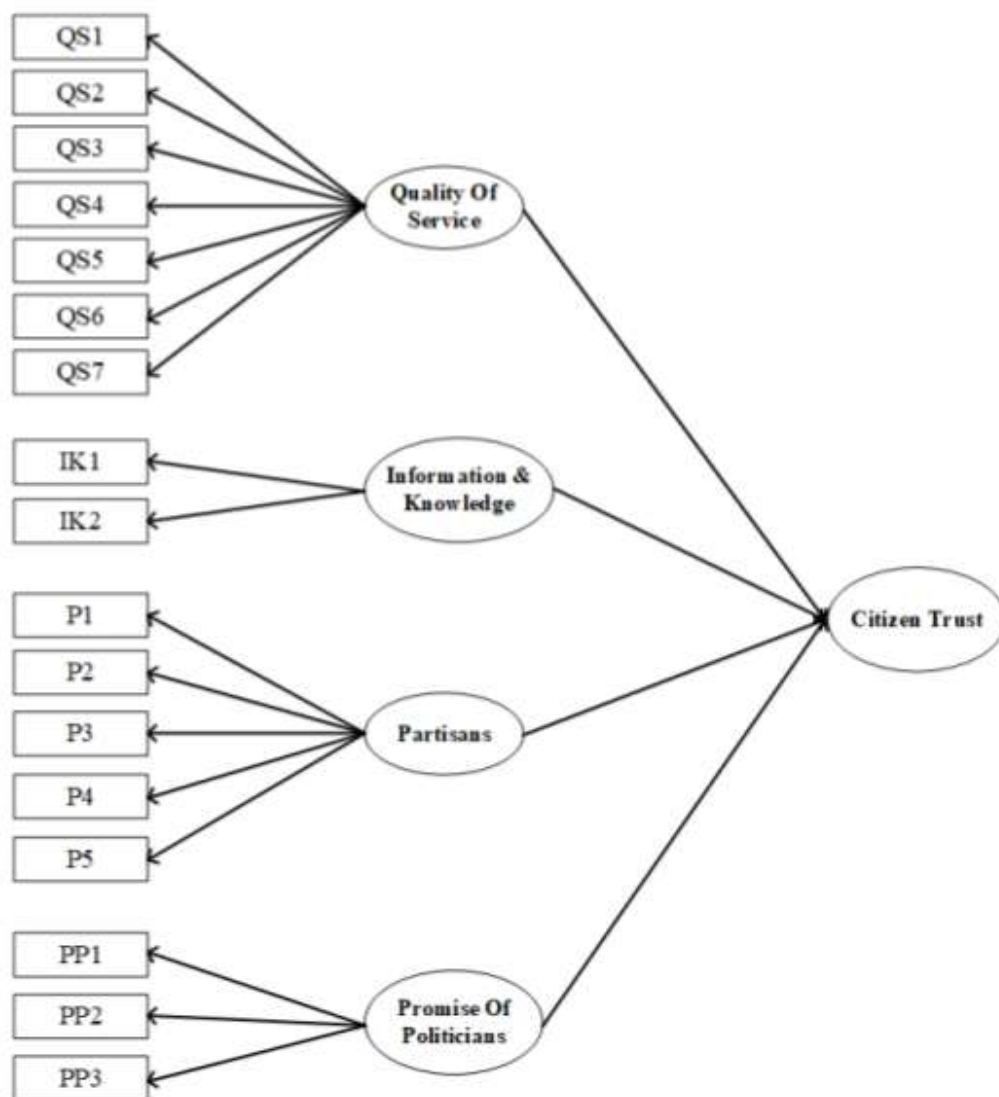 QS1
QS2
QS3
QS4
QS5
QS6
QS7
Quality Of
Service
IK1
IK2
Information &
Knowledge
P1
P2
P3
P4
P5
Partisans
PP1
PP2
PP3
Promise Of
Politicians
Citizen Trust